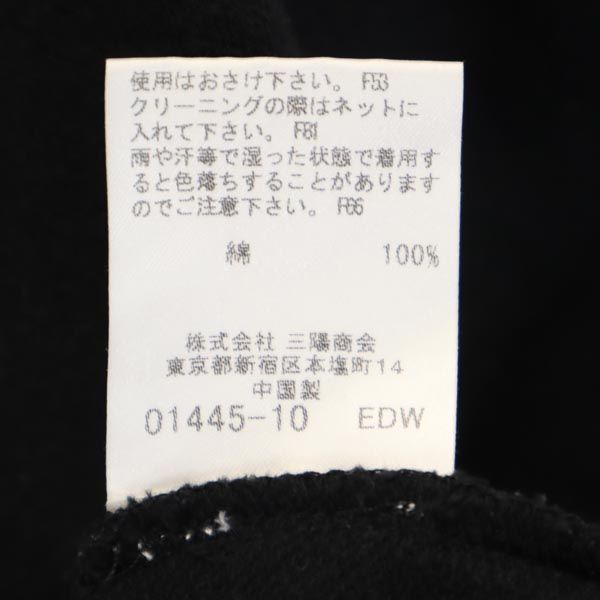 使用はおさけ下さい。 F53
クリーニングの際はネットに
入れて下さい。 F81
雨や汗等で湿った状態で着用す
ると色落ちすることがあります
のでご注意下さい。 F66
綿 100%
株式会社 三陽商会
東京都新宿区本塩町14
中国製
01445-10 EDW